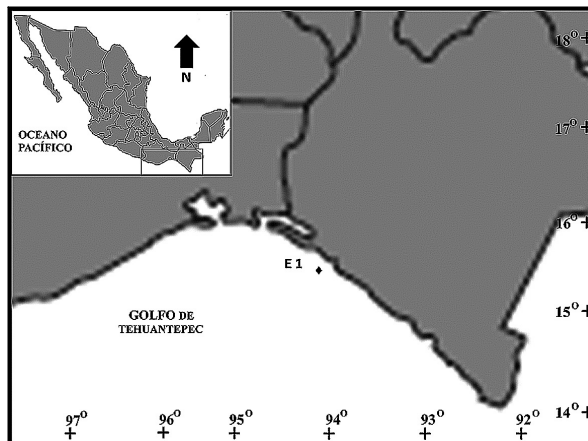 N
OCEANO
PACÍFICO
18°
17°
16°
E 1
15°
GOLFO DE
TEHUANTEPEC
14°
97° 96° 95° 94° 93° 92°